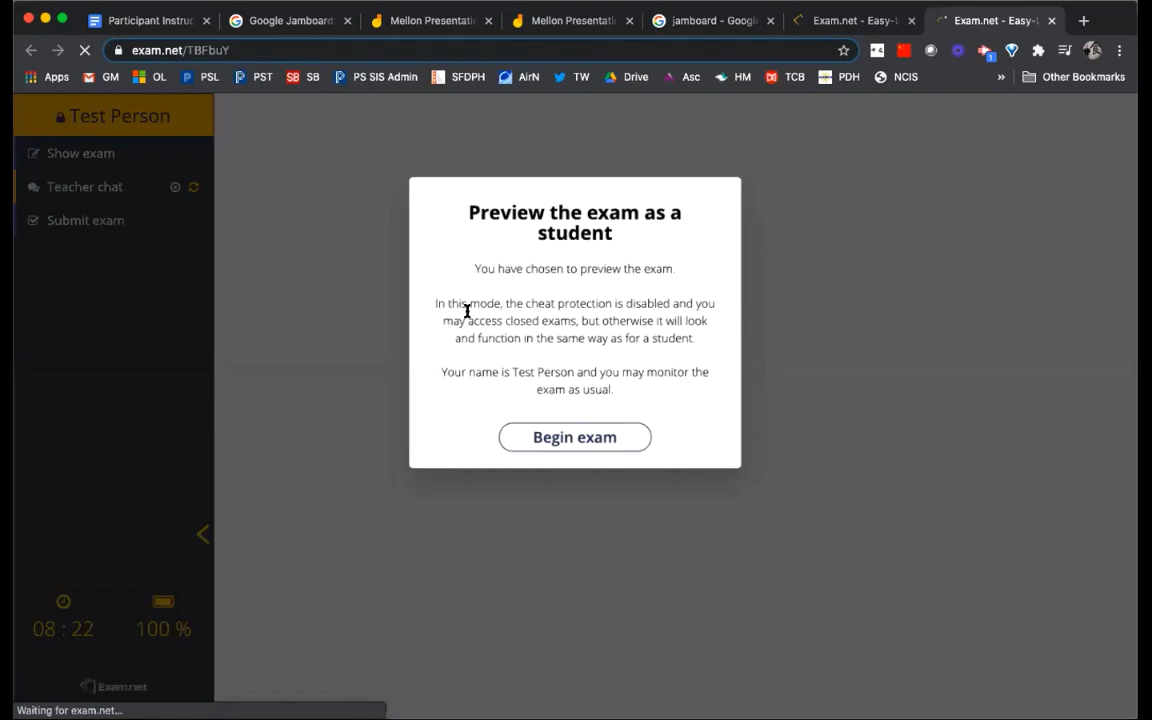 Participant Instruc
Google Jamboard
Mellon Presentatio
Mellon Presentatio
jamboard - Google
Exam.net - Easy-t
Exam.net - Easy-t
exam.net/TBFbuY
Apps
GM
OL
PSL
PST
SB
PS SIS Admin
SFDPH
AirN
TW
Drive
Asc
HM
TCB
PDH
NCIS
»
Other Bookmarks
Test Person
Show exam
Teacher chat
Submit exam
Preview the exam as a
student
You have chosen to preview the exam.
In this mode, the cheat protection is disabled and you
may access closed exams, but otherwise it will look
and function in the same way as for a student.
Your name is Test Person and you may monitor the
exam as usual.
Begin exam
08 : 22
100 %
Exam.net
Waiting for exam.net...